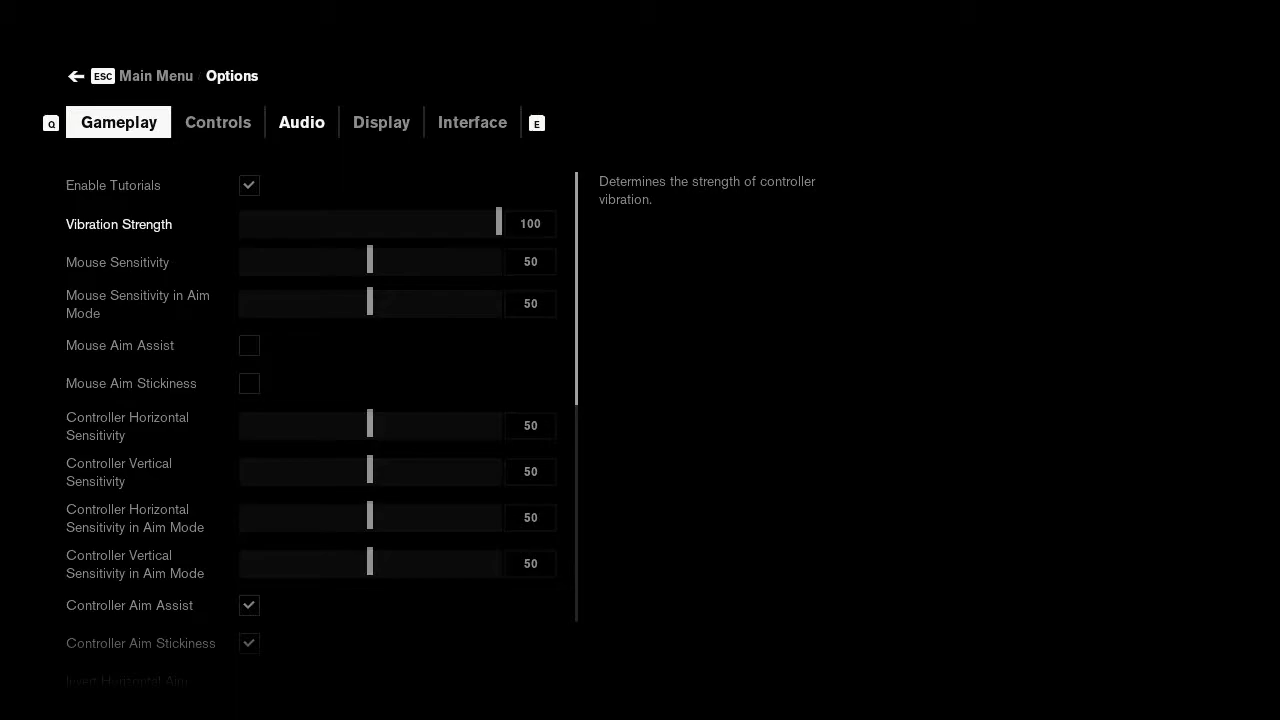 ESC Main Menu / Options
Q Gameplay Controls Audio Display Interface E
Enable Tutorials
Determines the strength of controller
vibration.
Vibration Strength 100
Mouse Sensitivity 50
Mouse Sensitivity in Aim
Mode 50
Mouse Aim Assist
Mouse Aim Stickiness
Controller Horizontal
Sensitivity 50
Controller Vertical
Sensitivity 50
Controller Horizontal
Sensitivity in Aim Mode 50
Controller Vertical
Sensitivity in Aim Mode 50
Controller Aim Assist
Controller Aim Stickiness
Invert Horizontal Aim